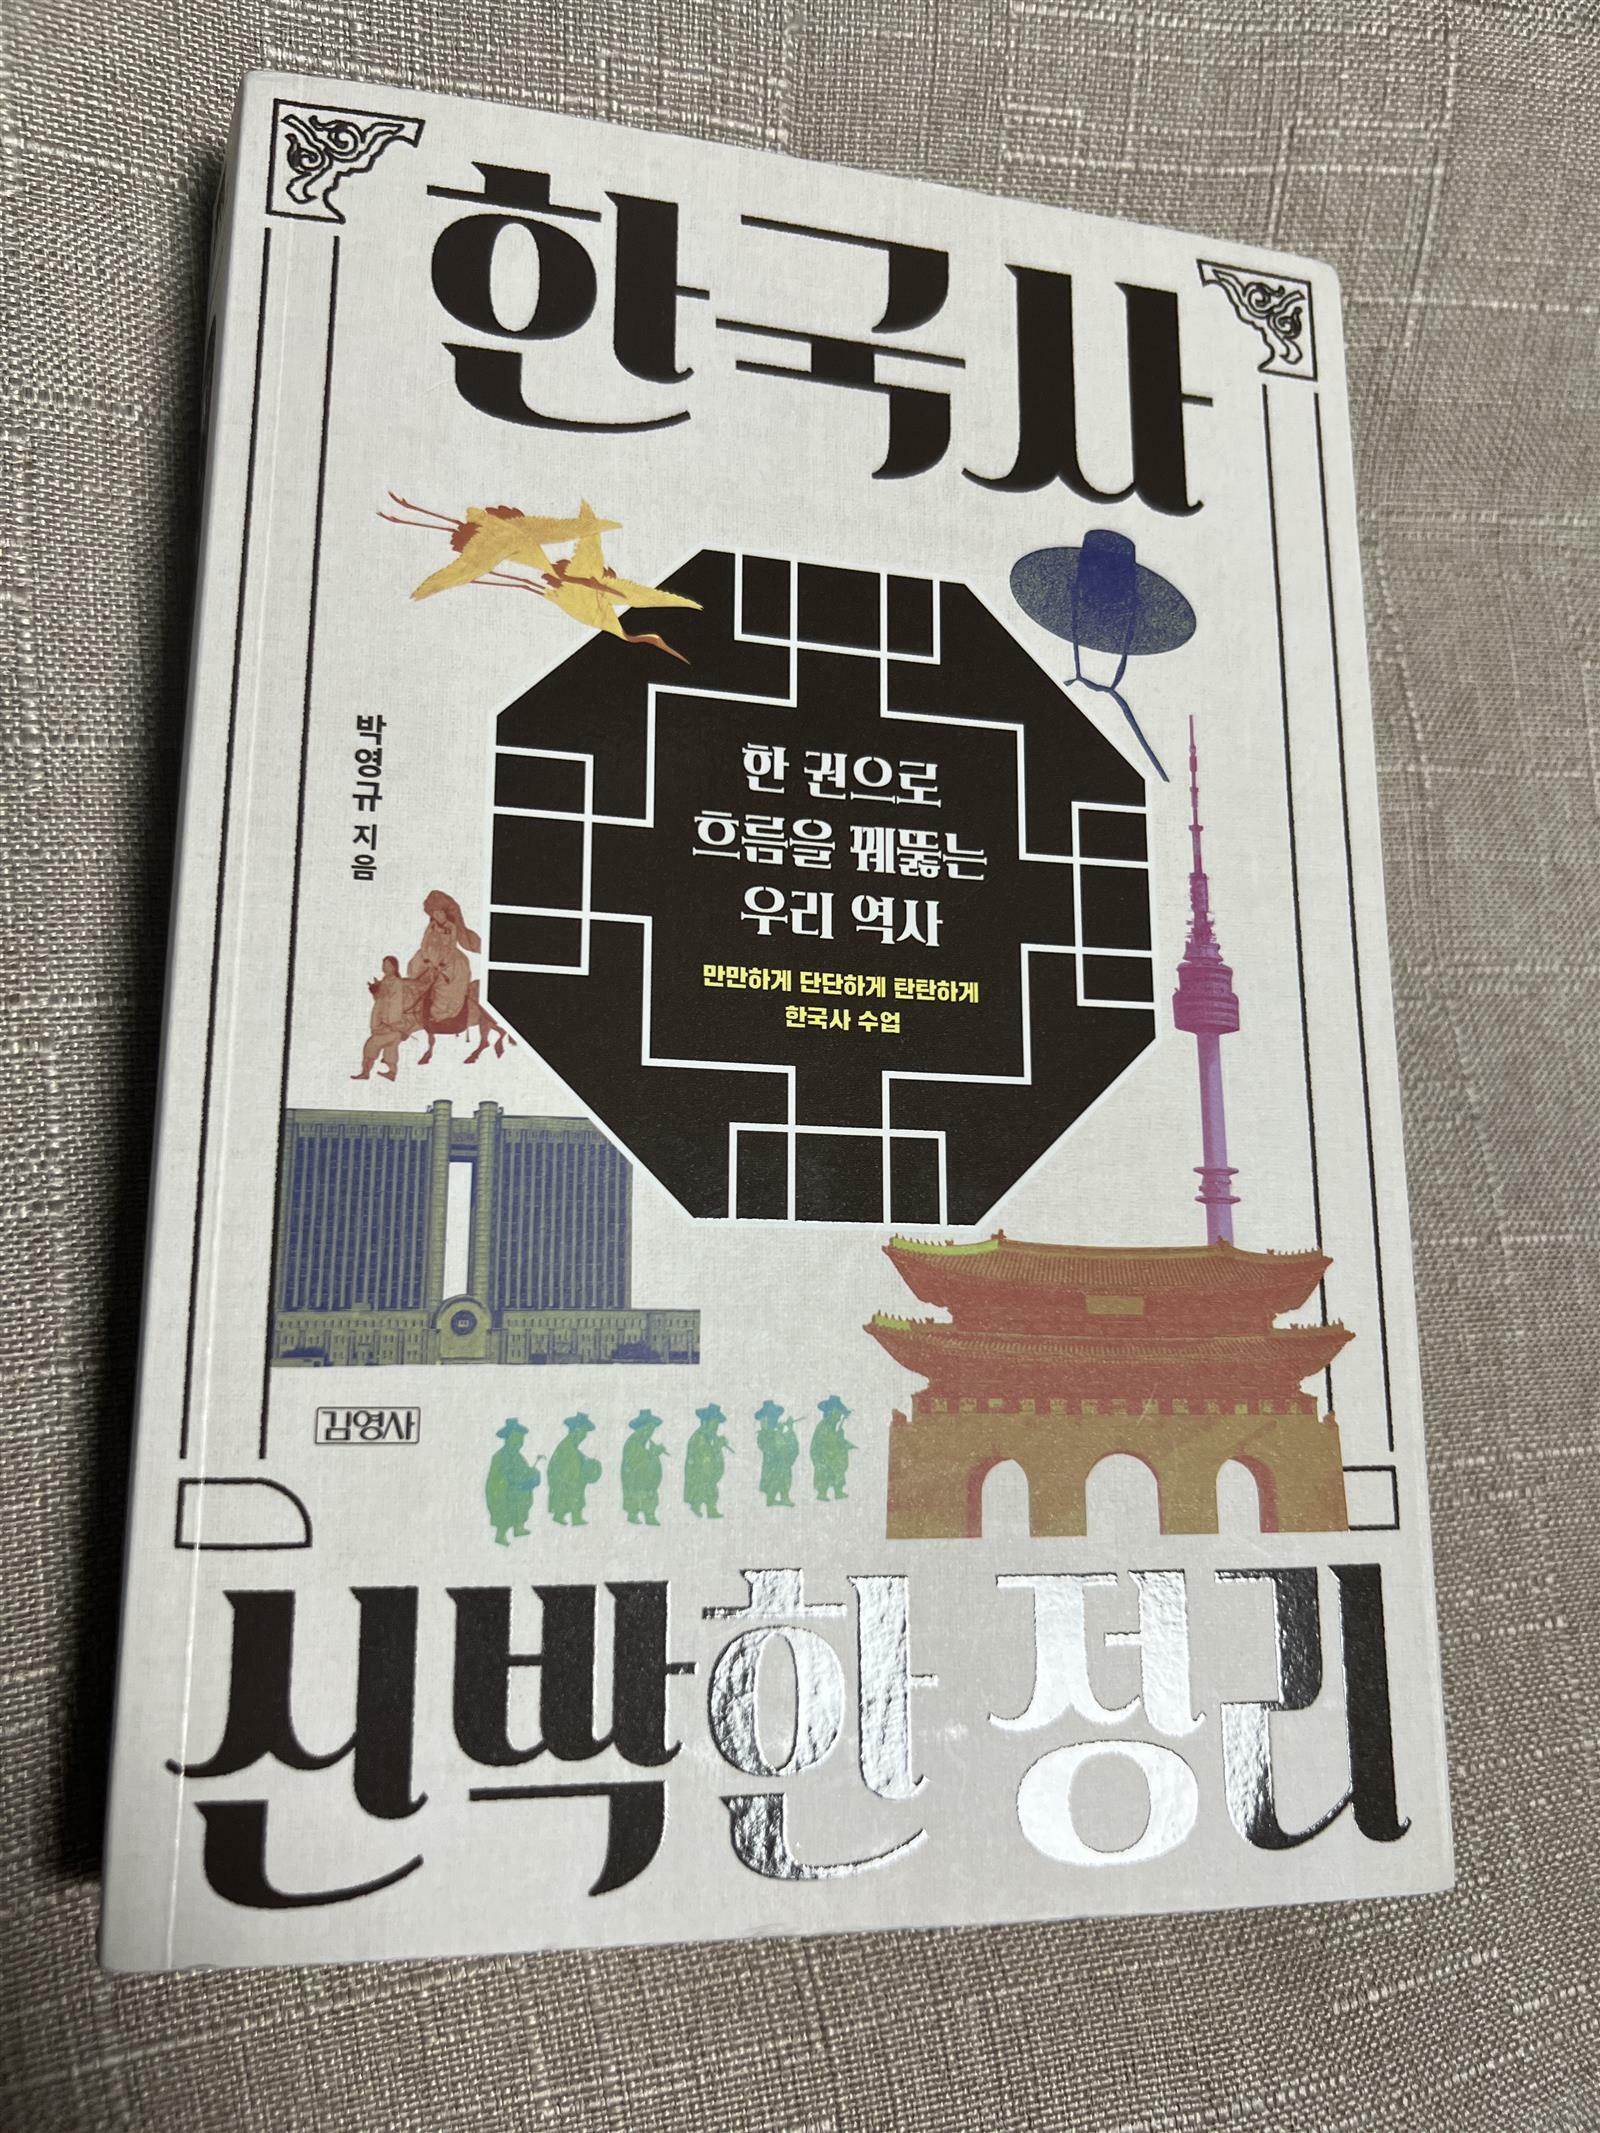 한국사
박영규 지음
한 권으로
흐름을 꿰뚫는
우리 역사
만만하게 단단하게 탄탄하게
한국사 수업
김영사
신박한 정리